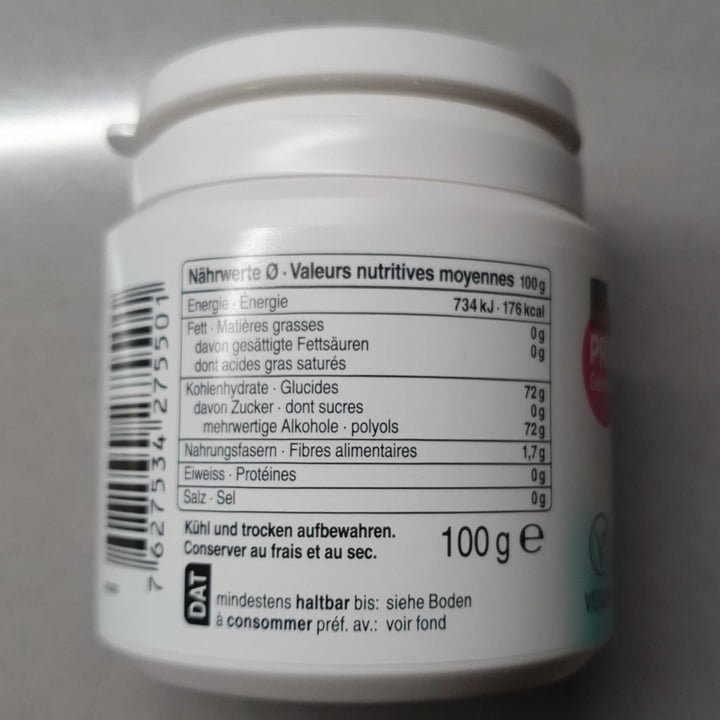 Nährwerte Ø · Valeurs nutritives moyennes 100 g
Energie · Énergie 734 kJ · 176 kcal
Fett · Matières grasses 0 g
davon gesättigte Fettsäuren 0 g
dont acides gras saturés
Kohlenhydrate · Glucides 72 g
davon Zucker · dont sucres 0 g
mehrwertige Alkohole · polyols 72 g
Nahrungsfasern · Fibres alimentaires 1,7 g
Eiweiss · Protéines 0 g
Salz · Sel 0 g
Kühl und trocken aufbewahren.
Conserver au frais et au sec.
100 g e
DAT
mindestens haltbar bis: siehe Boden
à consommer préf. av.: voir fond
7 627534 275501